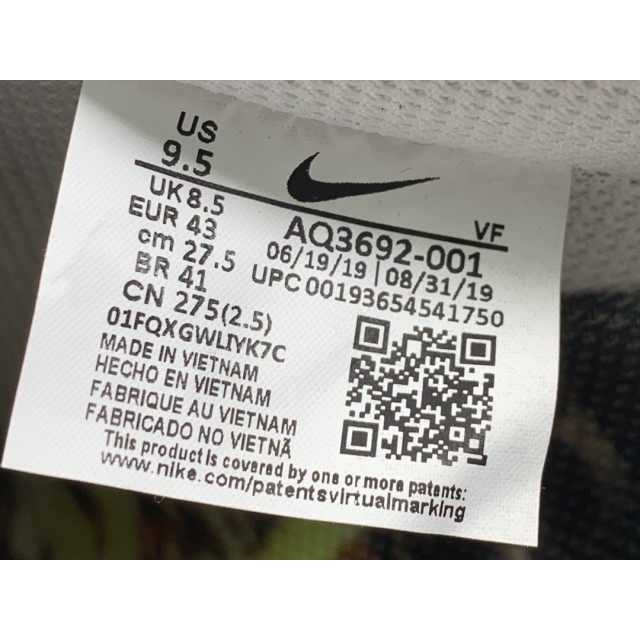 US
9.5
UK 8.5
EUR 43
cm 27.5
BR 41
CN 275(2.5)
VF
AQ3692-001
06/19/19 | 08/31/19
UPC 00193654541750
01FQXGWLIYK7C
MADE IN VIETNAM
HECHO EN VIETNAM
FABRIQUE AU VIETNAM
FABRICADO NO VIETNÃ
This product is covered by one or more patents:
www.nike.com/patentsvirtualmarking